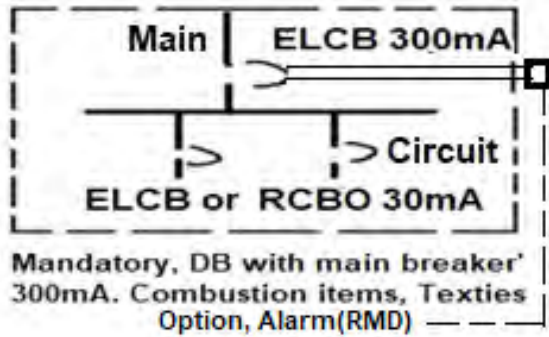 Main ELCB 300mA
Circuit
ELCB or RCBO 30mA
Mandatory, DB with main breaker'
300mA. Combustion items, Texties
Option, Alarm(RMD)